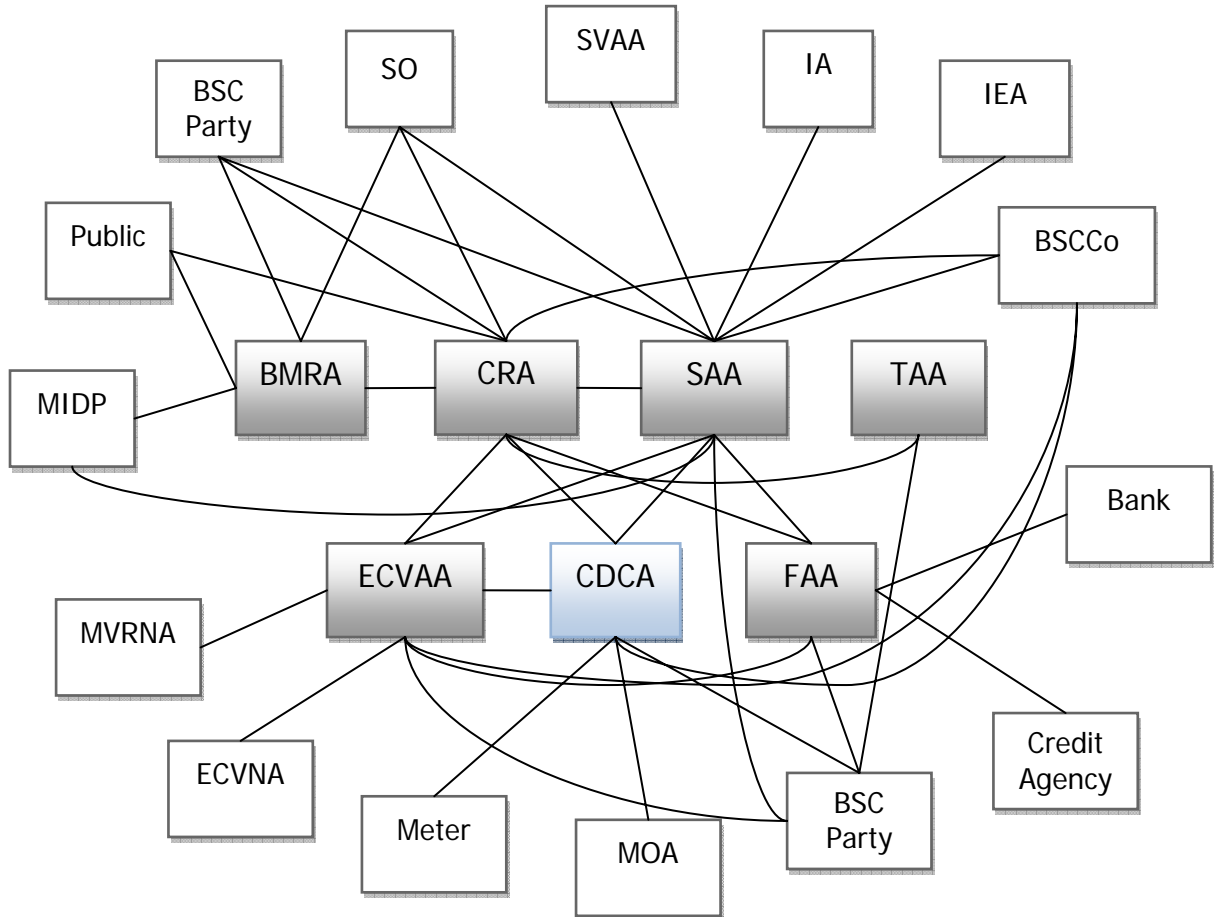 SVAA
SO
IA
BSC
Party
IEA
Public
BSCCo
BMRA
CRA
SAA
TAA
MIDP
Bank
ECVAA
CDCA
FAA
MVRNA
Credit
Agency
ECVNA
BSC
Party
Meter
MOA